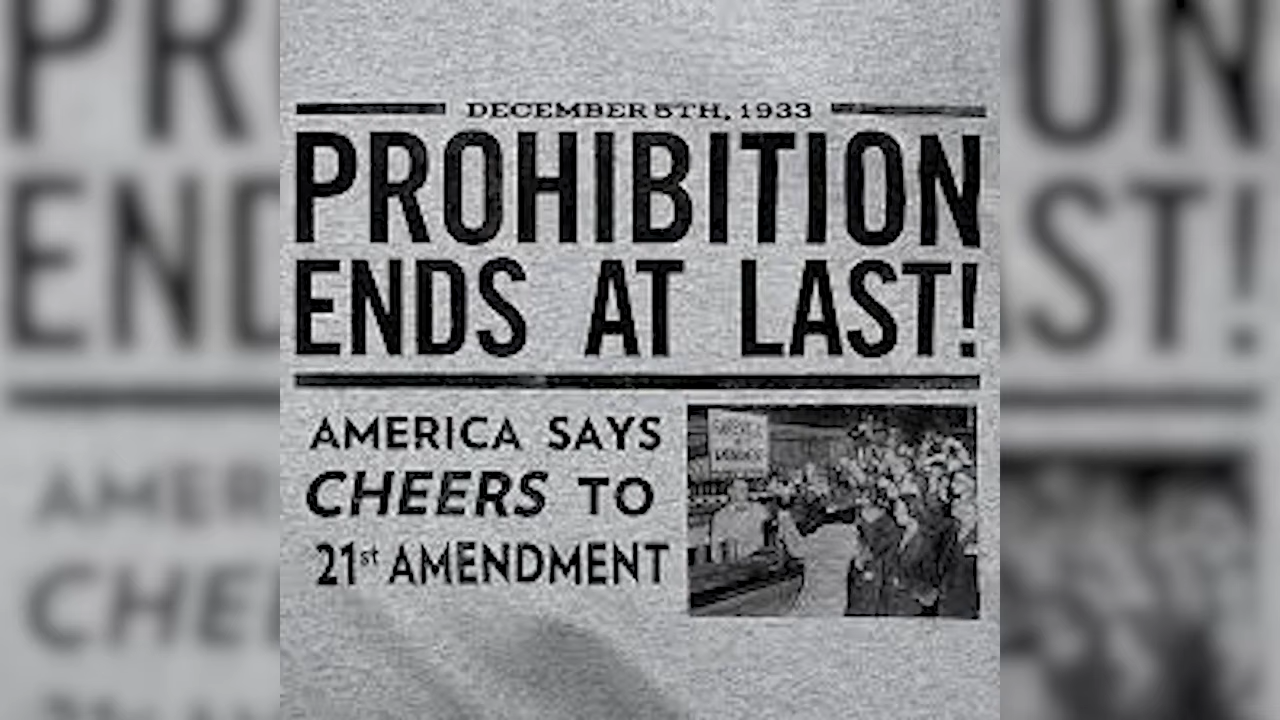 DECEMBER 5TH, 1933
PROHIBITION
ENDS AT LAST!
AMERICA SAYS
CHEERS TO
21st AMENDMENT